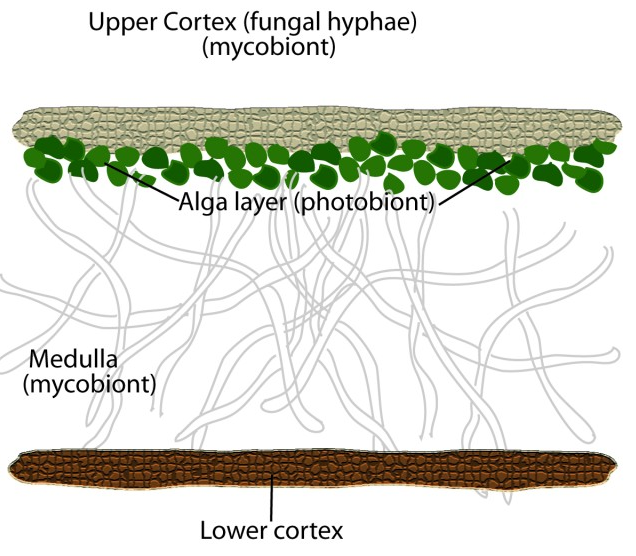 Upper Cortex (fungal hyphae)
(mycobiont)
Alga layer (photobiont)
Medulla
(mycobiont)
Lower cortex